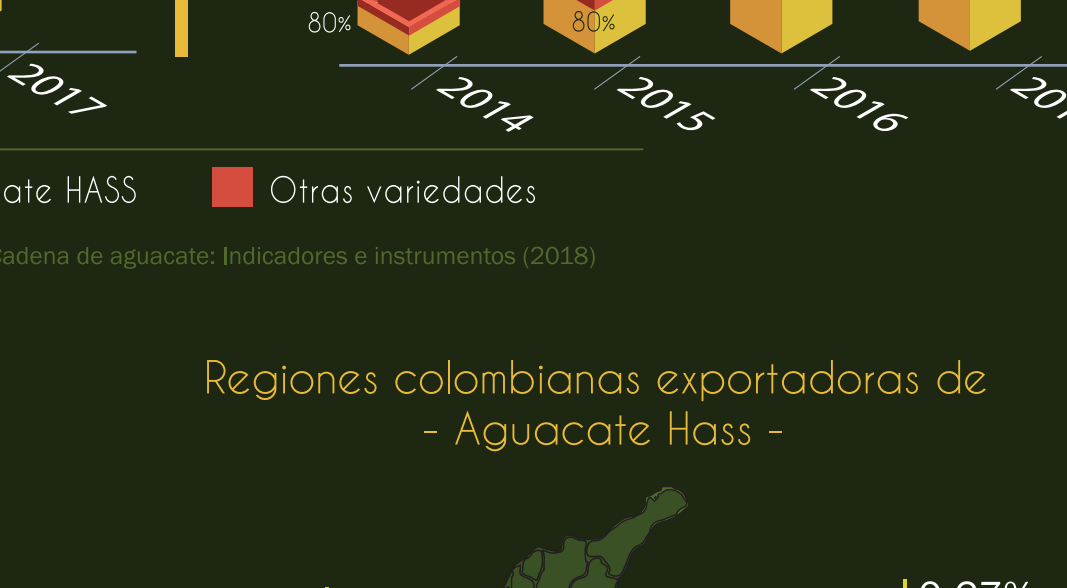 80% 80%
2017 2014 2015 2016
ate HASS Otras variedades
Cadena de aguacate: Indicadores e instrumentos (2018)
Regiones colombianas exportadoras de
- Aguacate Hass -